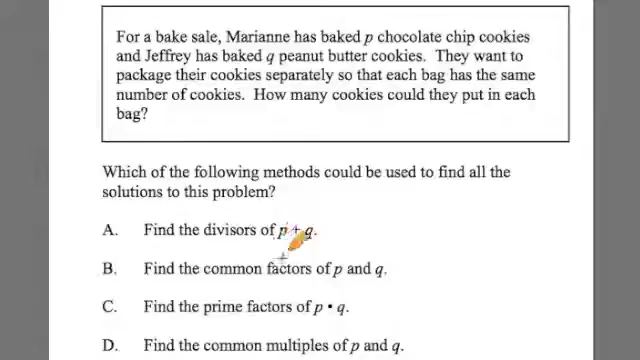 For a bake sale, Marianne has baked p chocolate chip cookies
and Jeffrey has baked q peanut butter cookies. They want to
package their cookies separately so that each bag has the same
number of cookies. How many cookies could they put in each
bag?
Which of the following methods could be used to find all the
solutions to this problem?
A. Find the divisors of p + q.
B. Find the common factors of p and q.
C. Find the prime factors of p • q.
D. Find the common multiples of p and q.